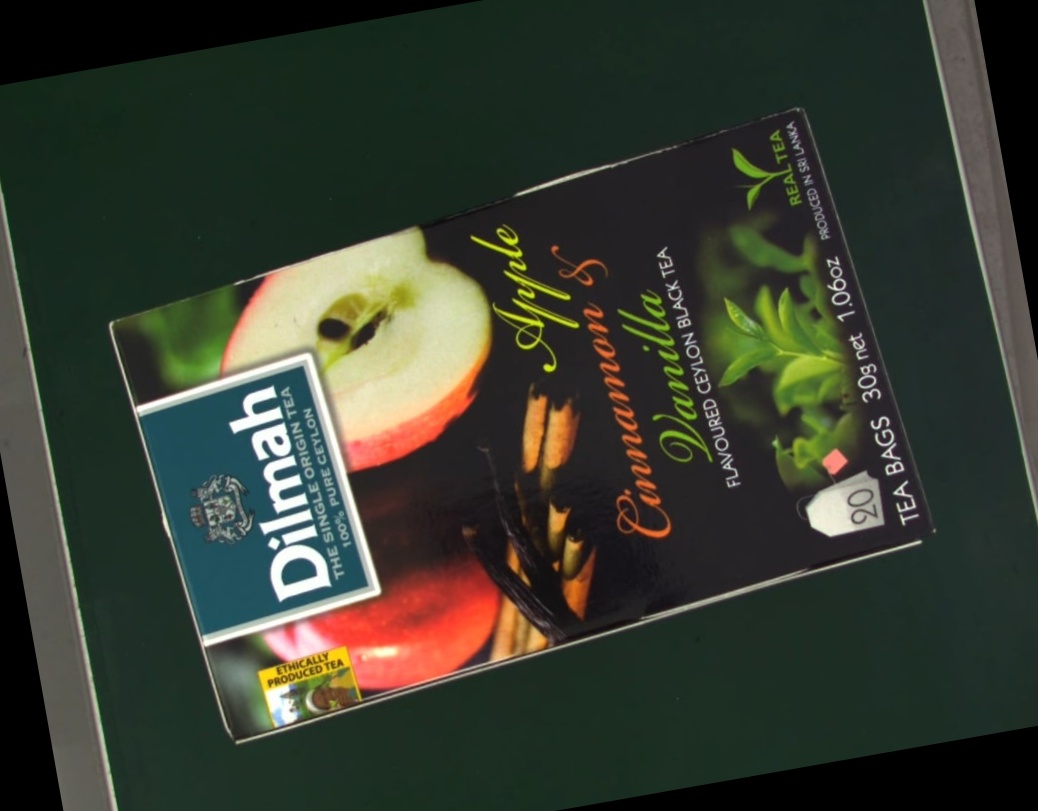 Dilmah
THE SINGLE ORIGIN TEA
100% PURE CEYLON
ETHICALLY
PRODUCED TEA
Apple
Cinnamon &
Vanilla
FLAVOURED CEYLON BLACK TEA
REAL TEA
PRODUCED IN SRI LANKA
20
TEA BAGS 30g net 1.06oz